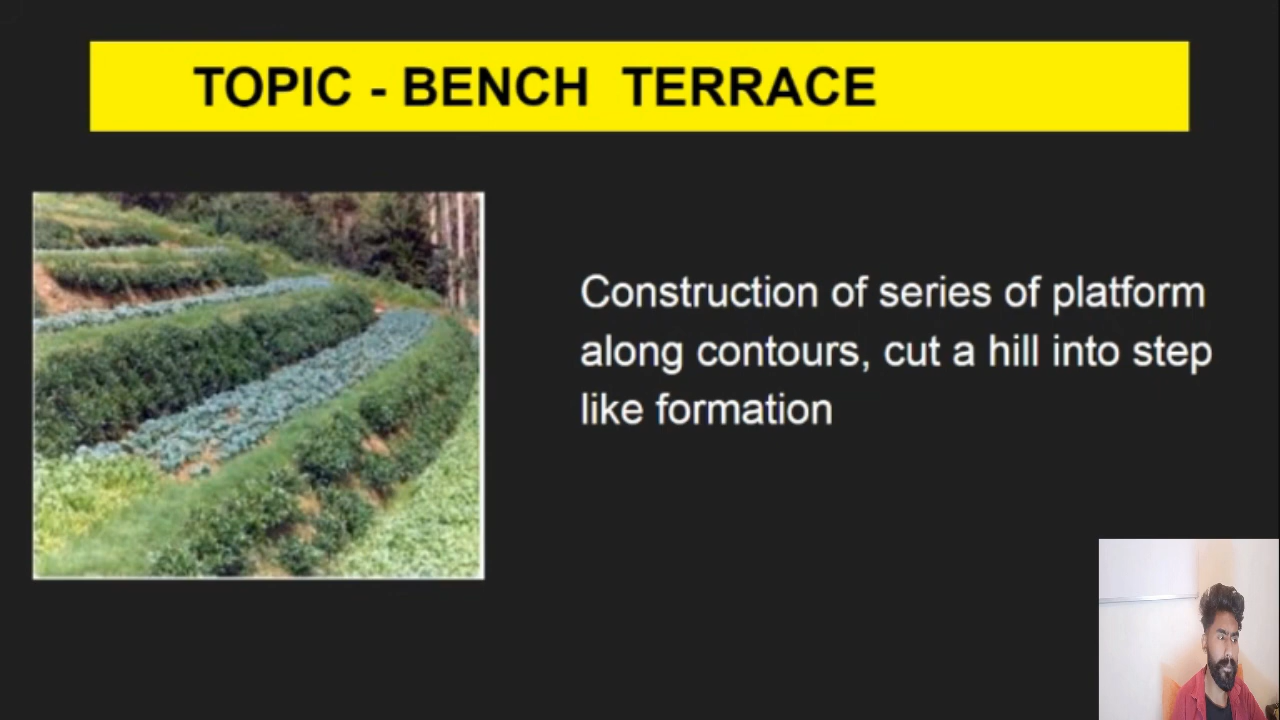 TOPIC - BENCH TERRACE
Construction of series of platform
along contours, cut a hill into step
like formation